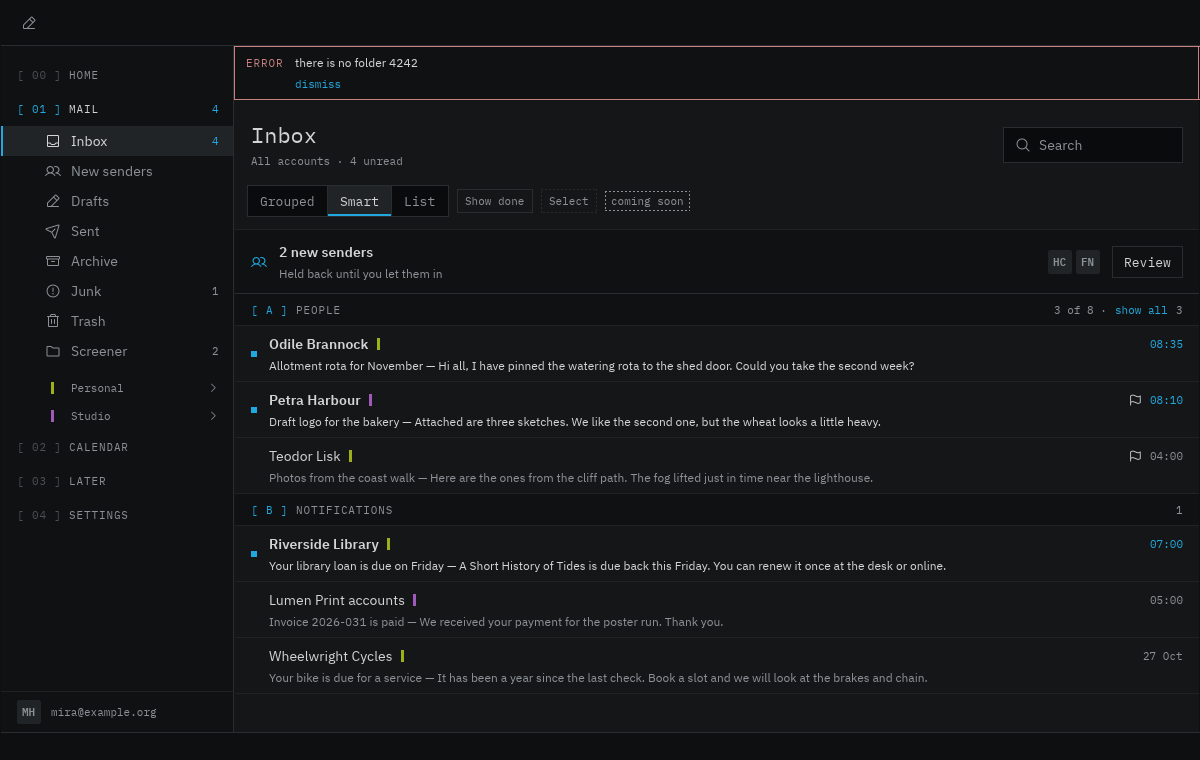 [ 00 ] HOME
[ 01 ] MAIL 4
Inbox 4
New senders
Drafts
Sent
Archive
Junk 1
Trash
Screener 2
Personal
Studio
[ 02 ] CALENDAR
[ 03 ] LATER
[ 04 ] SETTINGS
MH mira@example.org
ERROR there is no folder 4242
dismiss
Inbox
All accounts · 4 unread
Search
Grouped Smart List Show done Select coming soon
2 new senders
Held back until you let them in
HC FN Review
[ A ] PEOPLE 3 of 8 · show all 3
Odile Brannock 08:35
Allotment rota for November — Hi all, I have pinned the watering rota to the shed door. Could you take the second week?
Petra Harbour 08:10
Draft logo for the bakery — Attached are three sketches. We like the second one, but the wheat looks a little heavy.
Teodor Lisk 04:00
Photos from the coast walk — Here are the ones from the cliff path. The fog lifted just in time near the lighthouse.
[ B ] NOTIFICATIONS 1
Riverside Library 07:00
Your library loan is due on Friday — A Short History of Tides is due back this Friday. You can renew it once at the desk or online.
Lumen Print accounts 05:00
Invoice 2026-031 is paid — We received your payment for the poster run. Thank you.
Wheelwright Cycles 27 Oct
Your bike is due for a service — It has been a year since the last check. Book a slot and we will look at the brakes and chain.